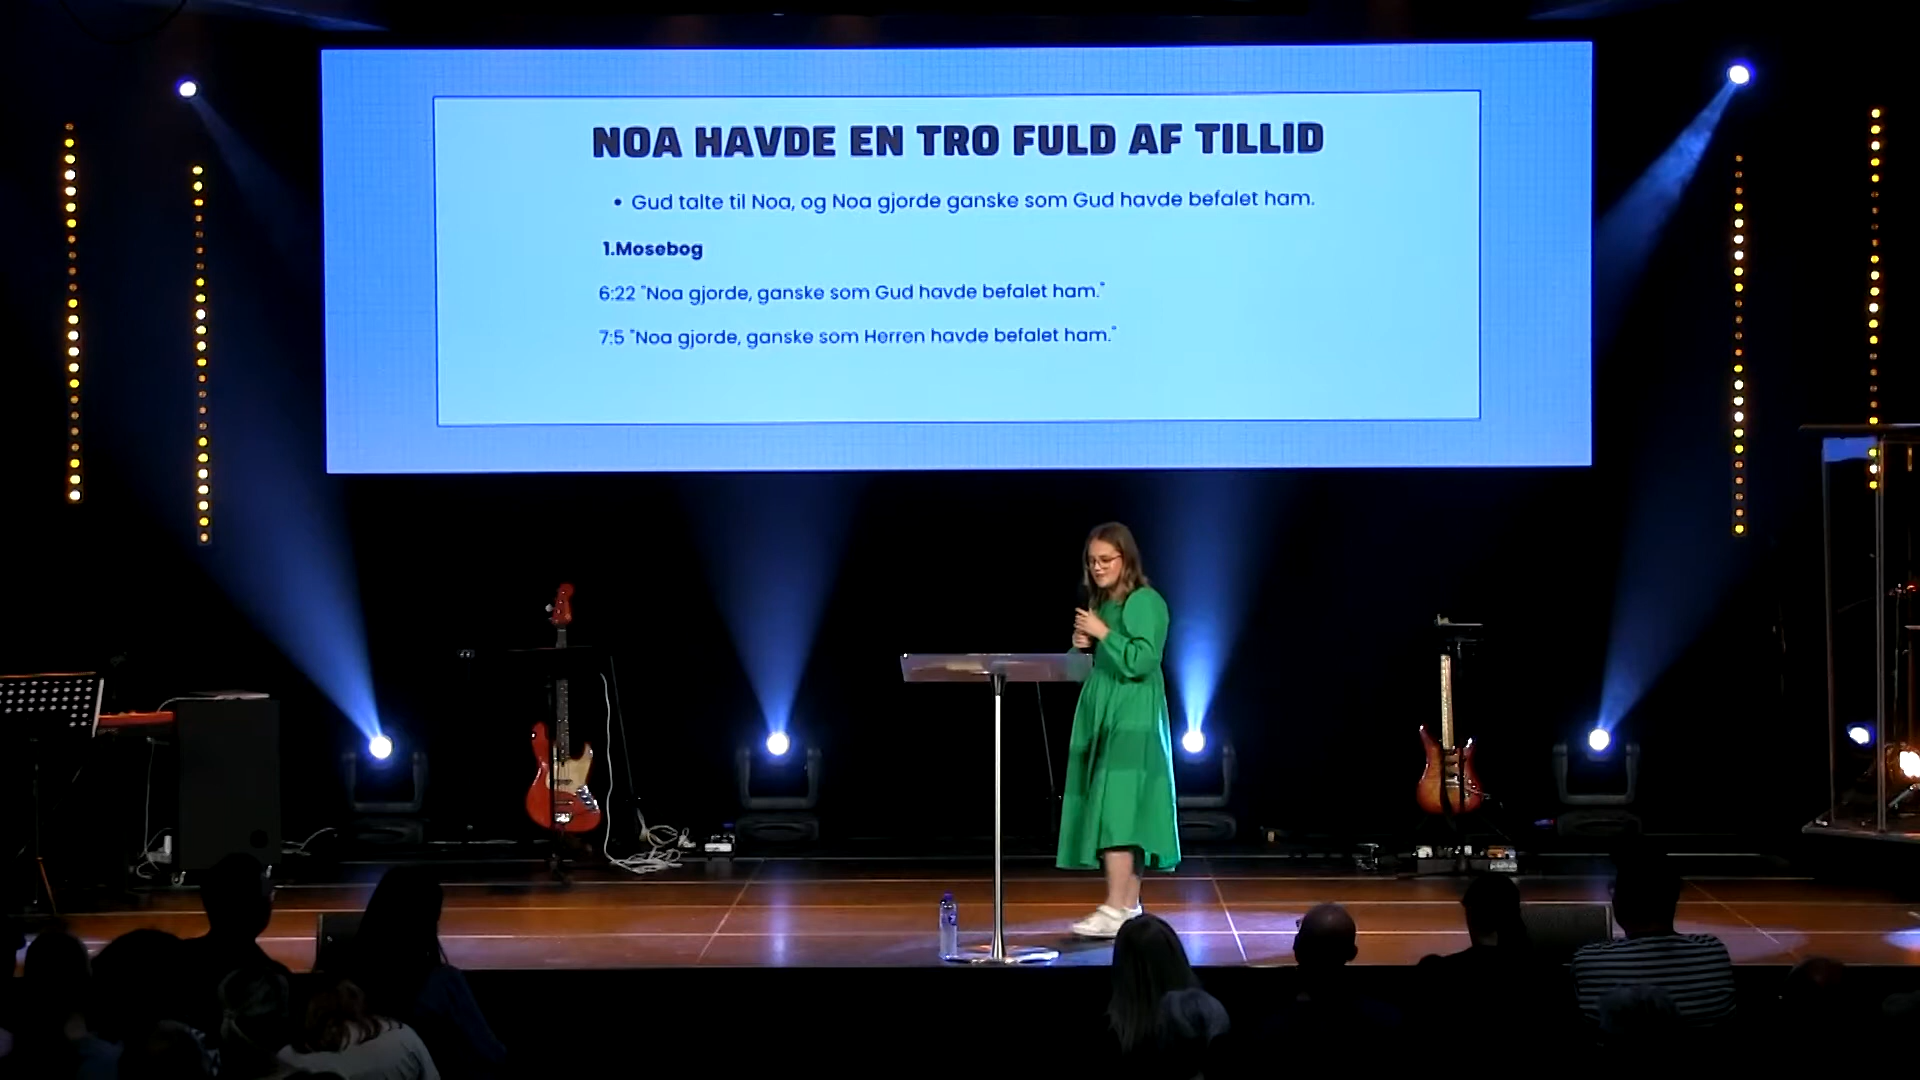 NOA HAVDE EN TRO FULD AF TILLID
• Gud talte til Noa, og Noa gjorde ganske som Gud havde befalet ham.
1.Mosebog
6:22 "Noa gjorde, ganske som Gud havde befalet ham."
7:5 "Noa gjorde, ganske som Herren havde befalet ham."